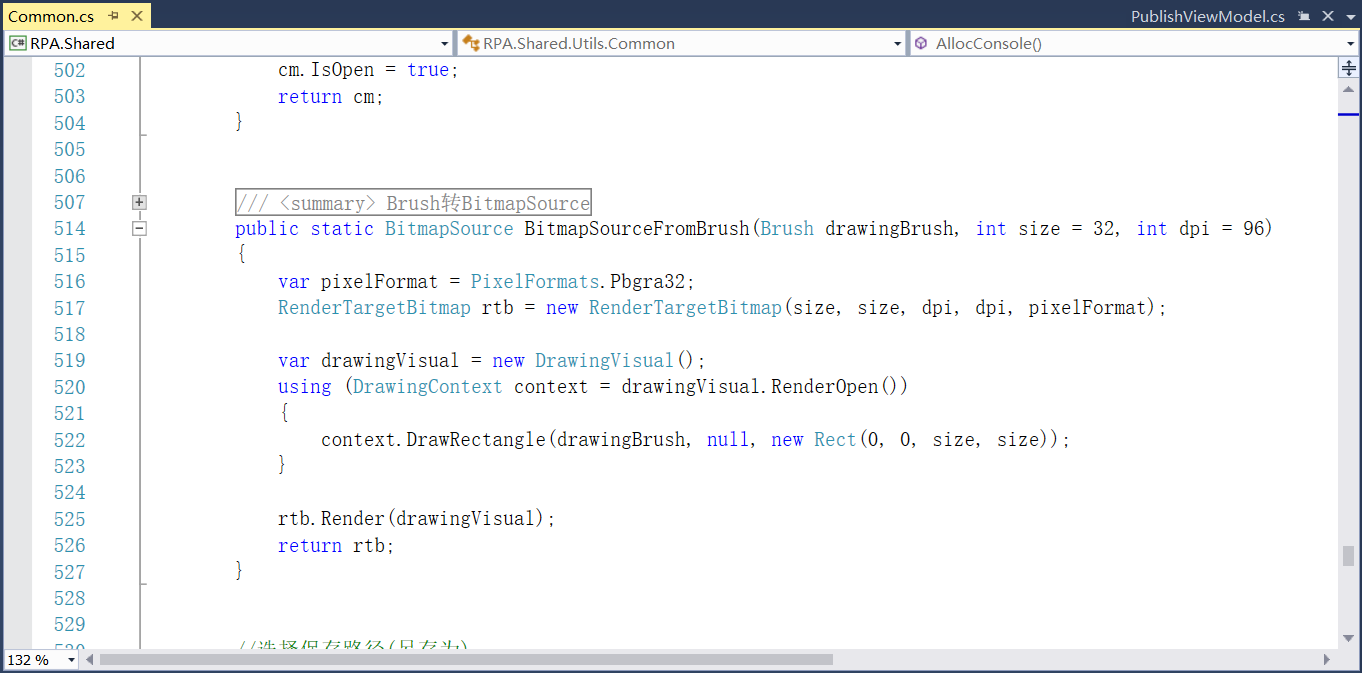 Common.cs
PublishViewModel.cs
C# RPA.Shared
RPA.Shared.Utils.Common
AllocConsole()
502 cm.IsOpen = true;
503 return cm;
504 }
505
506
507 /// <summary> Brush转BitmapSource
514 public static BitmapSource BitmapSourceFromBrush(Brush drawingBrush, int size = 32, int dpi = 96)
515 {
516 var pixelFormat = PixelFormats.Pbgra32;
517 RenderTargetBitmap rtb = new RenderTargetBitmap(size, size, dpi, dpi, pixelFormat);
518
519 var drawingVisual = new DrawingVisual();
520 using (DrawingContext context = drawingVisual.RenderOpen())
521 {
522 context.DrawRectangle(drawingBrush, null, new Rect(0, 0, size, size));
523 }
524
525 rtb.Render(drawingVisual);
526 return rtb;
527 }
528
529
530 //选择保存路径(另存为)
132 %